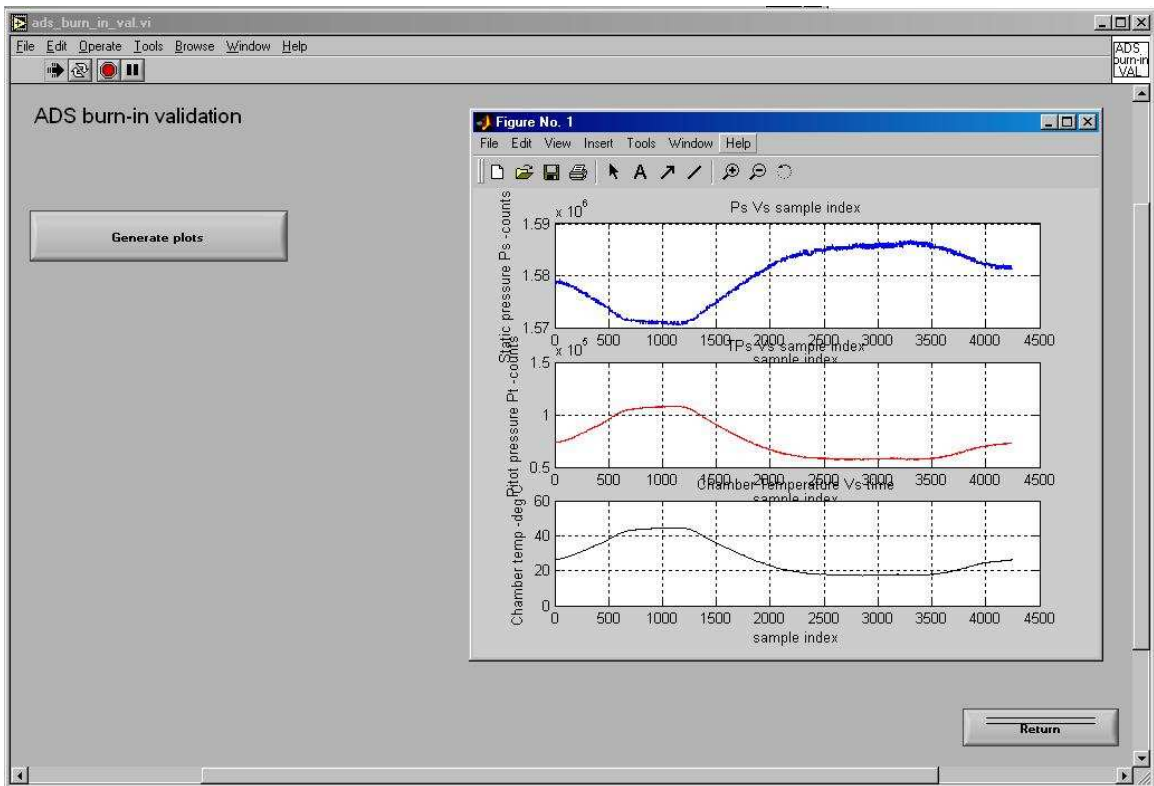 ads_burn_in_val.vi
File Edit Operate Tools Browse Window Help
ADS
burn-in
VAL
ADS burn-in validation
Generate plots
Figure No. 1
File Edit View Insert Tools Window Help
A
x 10^6
Ps Vs sample index
Static pressure Ps -counts
1.59
1.58
1.57
0 500 1000 1500 2000 2500 3000 3500 4000 4500
sample index
TPs Vs sample index
Pitot pressure Pt -counts
1.5
1
0.5
0 500 1000 1500 2000 2500 3000 3500 4000 4500
sample index
Chamber Temperature Vs time
Chamber temp -deg C
60
40
20
0
0 500 1000 1500 2000 2500 3000 3500 4000 4500
sample index
Return